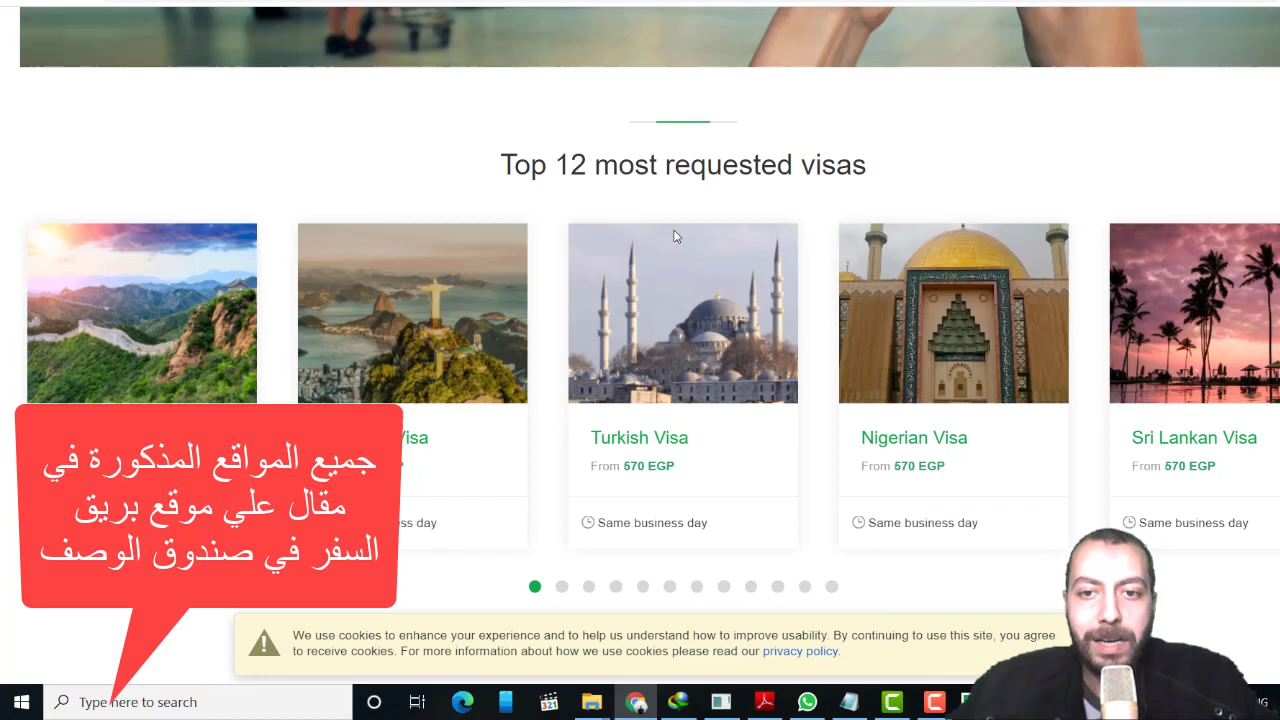 Top 12 most requested visas
Visa
Turkish Visa
From 570 EGP
Same business day
Nigerian Visa
From 570 EGP
Same business day
Sri Lankan Visa
From 570 EGP
Same business day
day
جميع المواقع المذكورة في
مقال علي موقع بريق
السفر في صندوق الوصف
We use cookies to enhance your experience and to help us understand how to improve usability. By continuing to use this site, you agree
to receive cookies. For more information about how we use cookies please read our privacy policy.
Type here to search